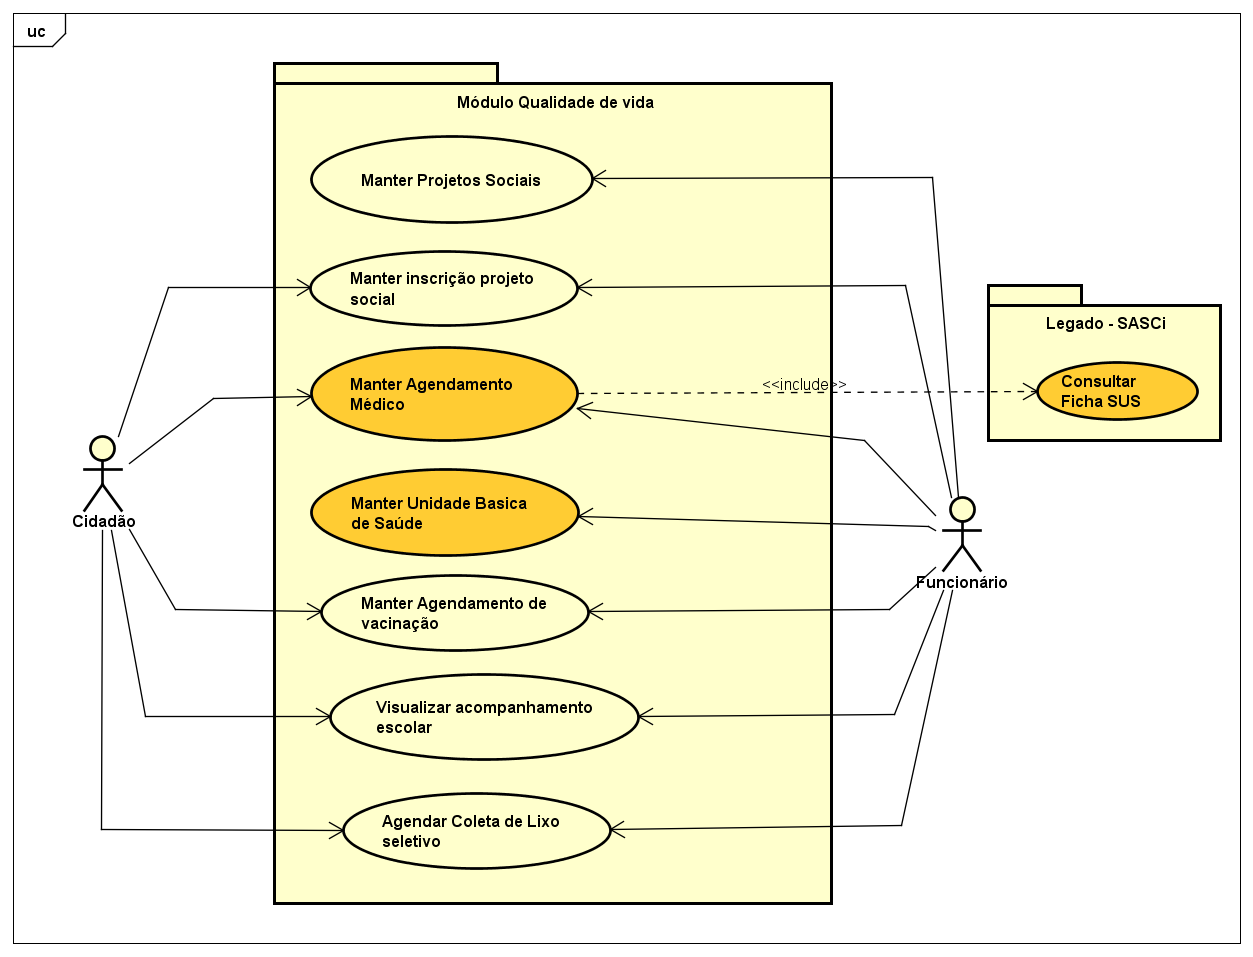 uc
Módulo Qualidade de vida
Manter Projetos Sociais
Manter inscrição projeto
social
Legado - SASCi
Manter Agendamento
Médico
<<include>>
Consultar
Ficha SUS
Manter Unidade Basica
de Saúde
Cidadão
Funcionário
Manter Agendamento de
vacinação
Visualizar acompanhamento
escolar
Agendar Coleta de Lixo
seletivo